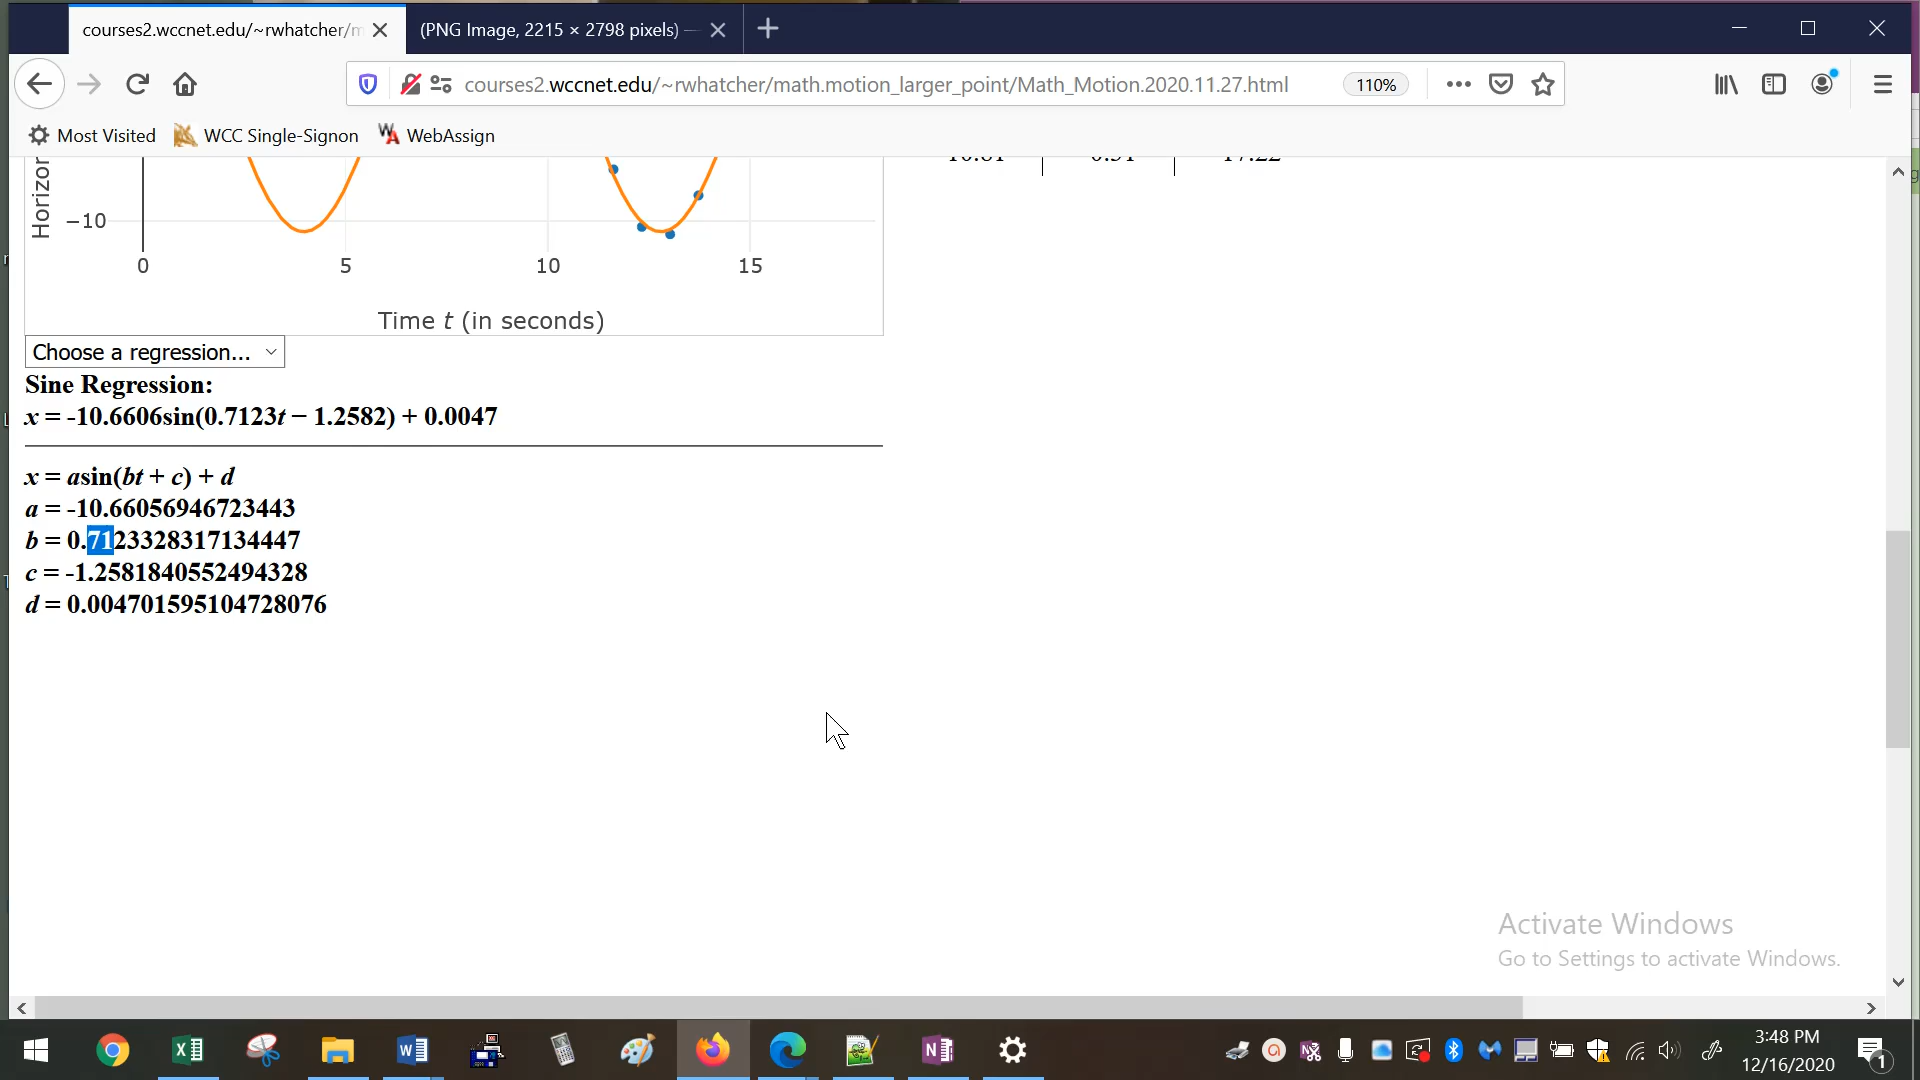 courses2.wccnet.edu/~rwhatcher/m
(PNG Image, 2215 × 2798 pixels) —
courses2.wccnet.edu/~rwhatcher/math.motion_larger_point/Math_Motion.2020.11.27.html
110%
Most Visited
WCC Single-Signon
WebAssign
Horizon
−10
0
5
10
15
Time t (in seconds)
Choose a regression...
Sine Regression:
x = -10.6606sin(0.7123t − 1.2582) + 0.0047
x = asin(bt + c) + d
a = -10.66056946723443
b = 0.7123328317134447
c = -1.2581840552494328
d = 0.004701595104728076
Activate Windows
Go to Settings to activate Windows.
3:48 PM
12/16/2020
1